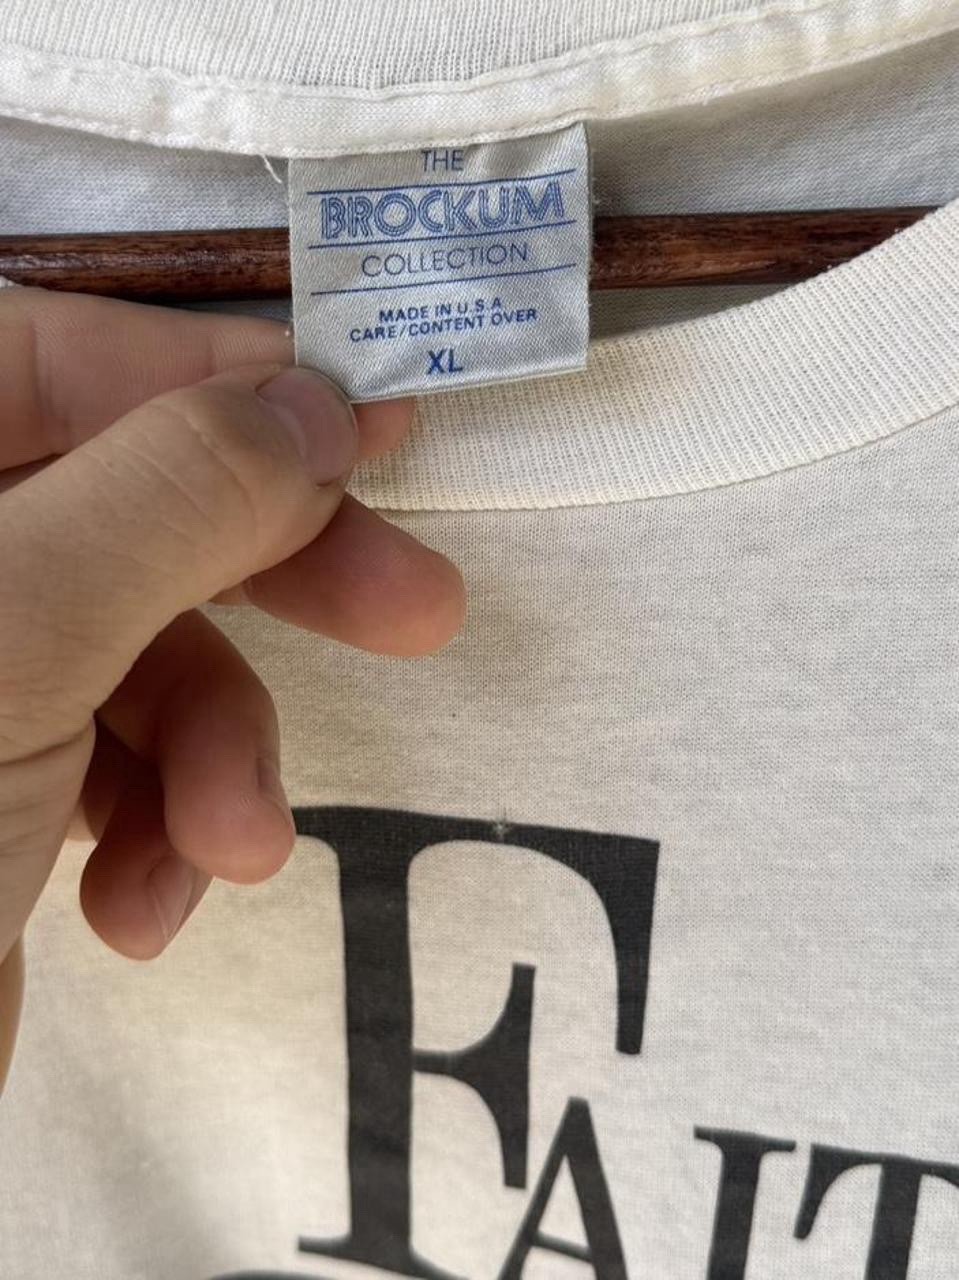 THE
BROCKUM
COLLECTION
MADE IN U.S.A
CARE/CONTENT OVER
XL
FAIT